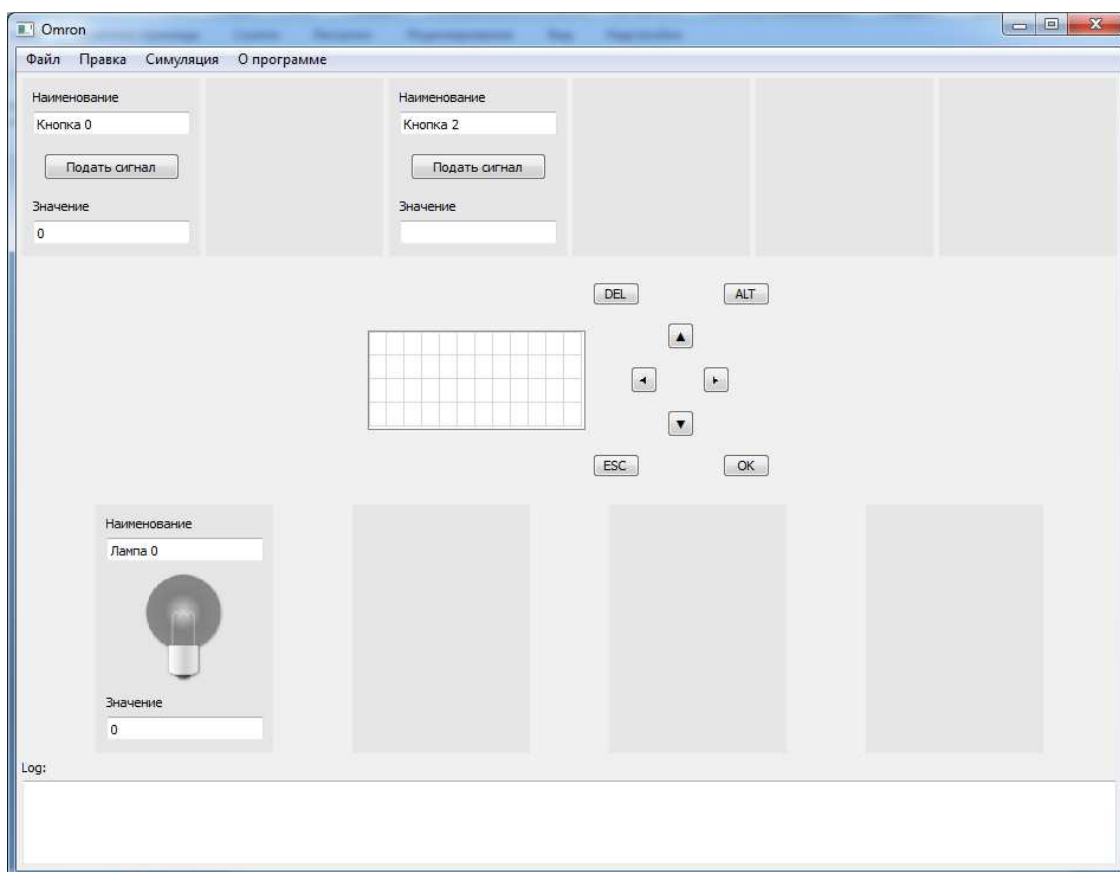 Omron
Файл Правка Симуляция О программе
Наименование Наименование
Кнопка 0 Кнопка 2
Подать сигнал Подать сигнал
Значение Значение
0
DEL ALT
ESC OK
Наименование
Лампа 0
Значение
0
Log: